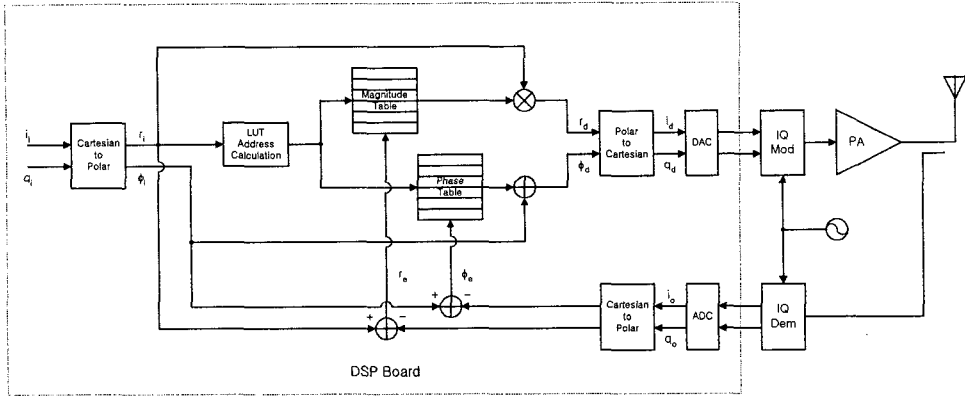 i_i
q_i
Cartesian
to
Polar
r_i
ϕ_i
LUT
Address
Calculation
Magnitude
Table
Phase
Table
r_d
ϕ_d
Polar
to
Cartesian
i_d
q_d
DAC
IQ
Mod
PA
r_e
ϕ_e
+
−
+
−
Cartesian
to
Polar
i_o
q_o
ADC
IQ
Dem
DSP Board